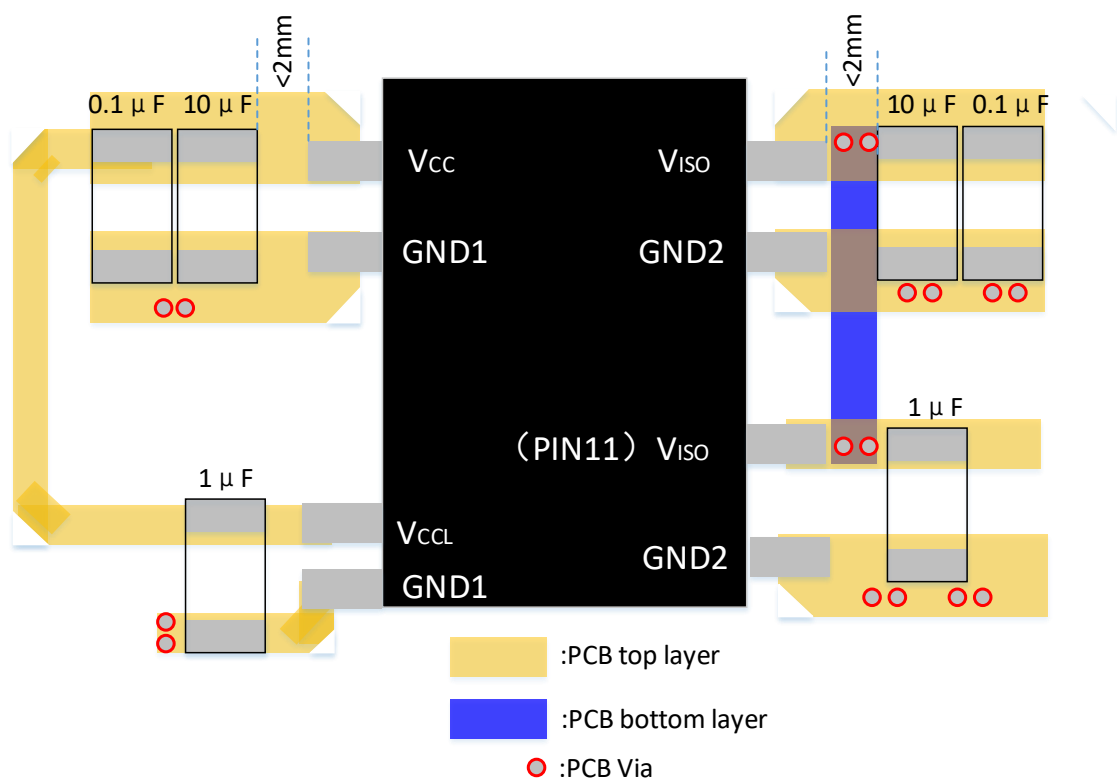 <2mm
<2mm
0.1 μ F
10 μ F
10 μ F
0.1 μ F
VCC
VISO
GND1
GND2
1 μ F
（PIN11）VISO
1 μ F
VCCL
GND2
GND1
:PCB top layer
:PCB bottom layer
:PCB Via